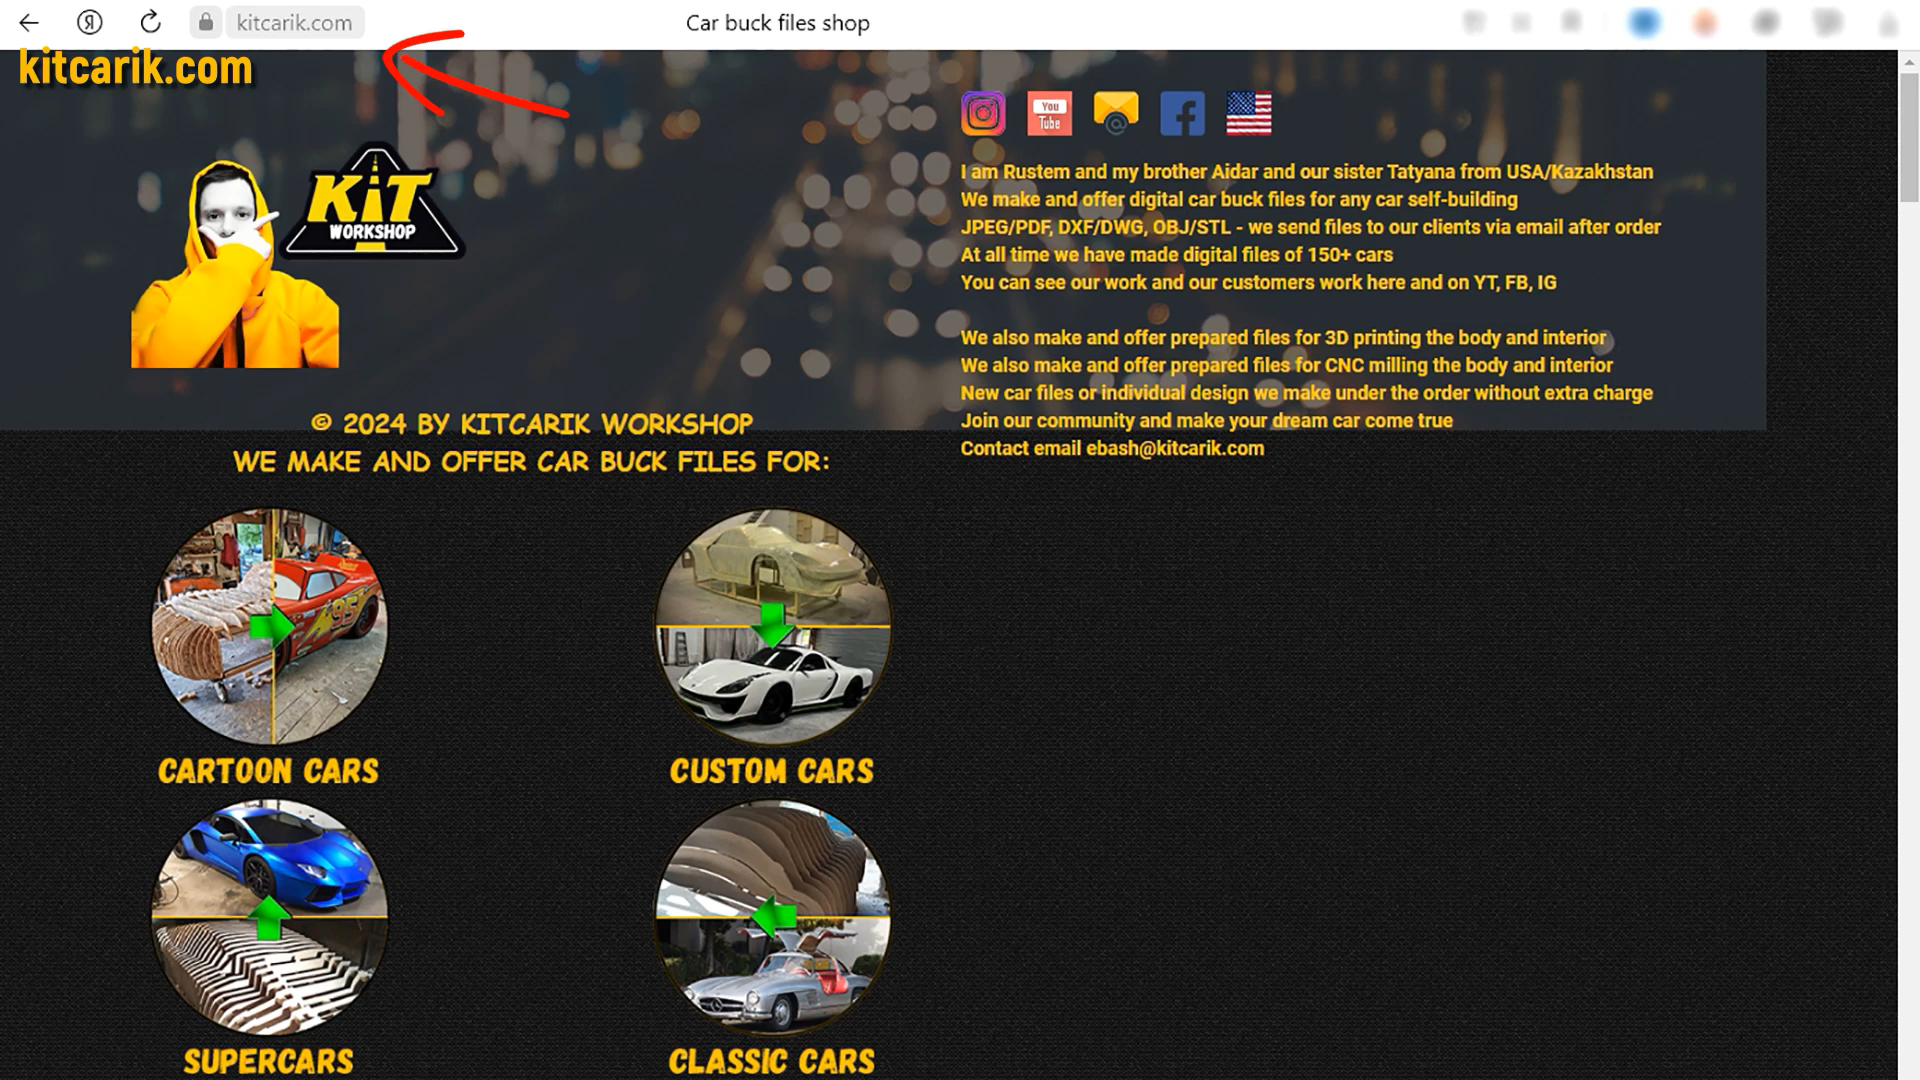 kitcarik.com
Car buck files shop
kitcarik.com
KiT
WORKSHOP
You
Tube
I am Rustem and my brother Aidar and our sister Tatyana from USA/Kazakhstan
We make and offer digital car buck files for any car self-building
JPEG/PDF, DXF/DWG, OBJ/STL - we send files to our clients via email after order
At all time we have made digital files of 150+ cars
You can see our work and our customers work here and on YT, FB, IG
We also make and offer prepared files for 3D printing the body and interior
We also make and offer prepared files for CNC milling the body and interior
New car files or individual design we make under the order without extra charge
Join our community and make your dream car come true
Contact email ebash@kitcarik.com
© 2024 BY KITCARIK WORKSHOP
WE MAKE AND OFFER CAR BUCK FILES FOR:
95
CARTOON CARS
CUSTOM CARS
SUPERCARS
CLASSIC CARS